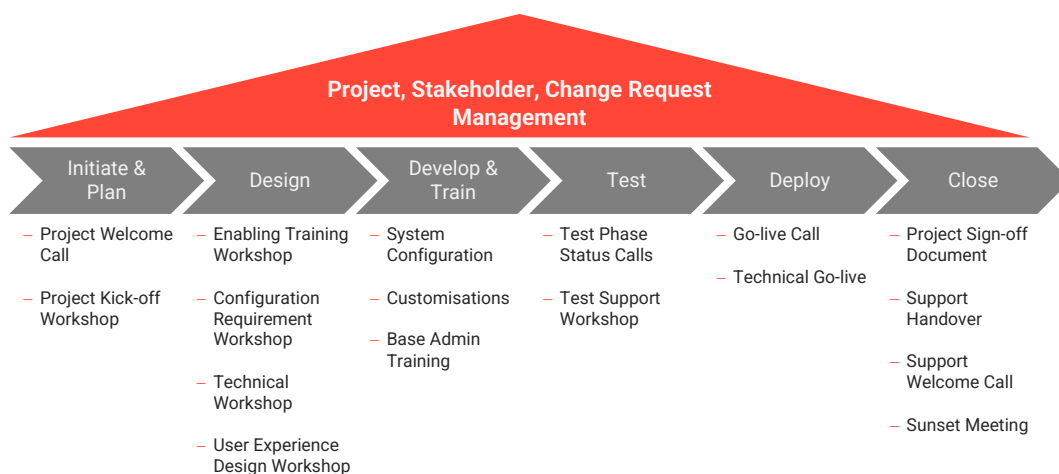 Project, Stakeholder, Change Request
Management
Initiate &
Plan
Design
Develop &
Train
Test
Deploy
Close
– Project Welcome
Call
– Project Kick-off
Workshop
– Enabling Training
Workshop
– Configuration
Requirement
Workshop
– Technical
Workshop
– User Experience
Design Workshop
– System
Configuration
– Customisations
– Base Admin
Training
– Test Phase
Status Calls
– Test Support
Workshop
– Go-live Call
– Technical Go-live
– Project Sign-off
Document
– Support
Handover
– Support
Welcome Call
– Sunset Meeting